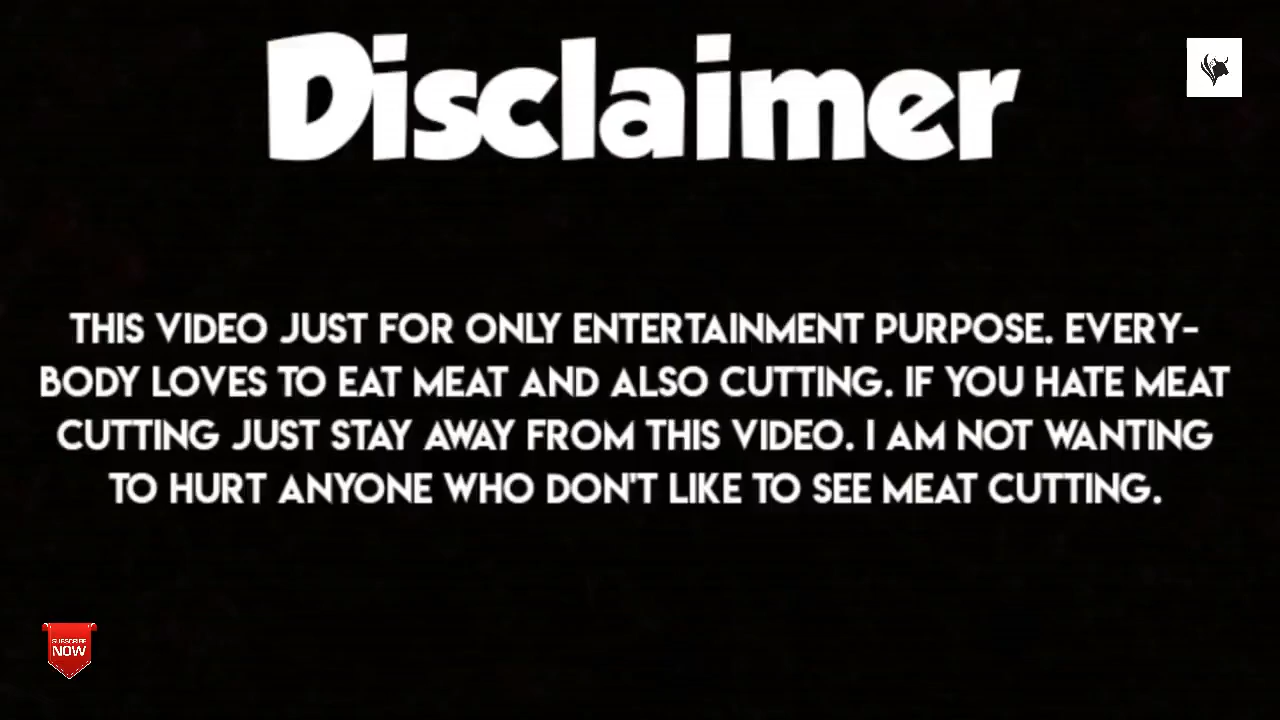 Disclaimer
THIS VIDEO JUST FOR ONLY ENTERTAINMENT PURPOSE. EVERY-
BODY LOVES TO EAT MEAT AND ALSO CUTTING. IF YOU HATE MEAT
CUTTING JUST STAY AWAY FROM THIS VIDEO. I AM NOT WANTING
TO HURT ANYONE WHO DON'T LIKE TO SEE MEAT CUTTING.
SUBSCRIBE
NOW